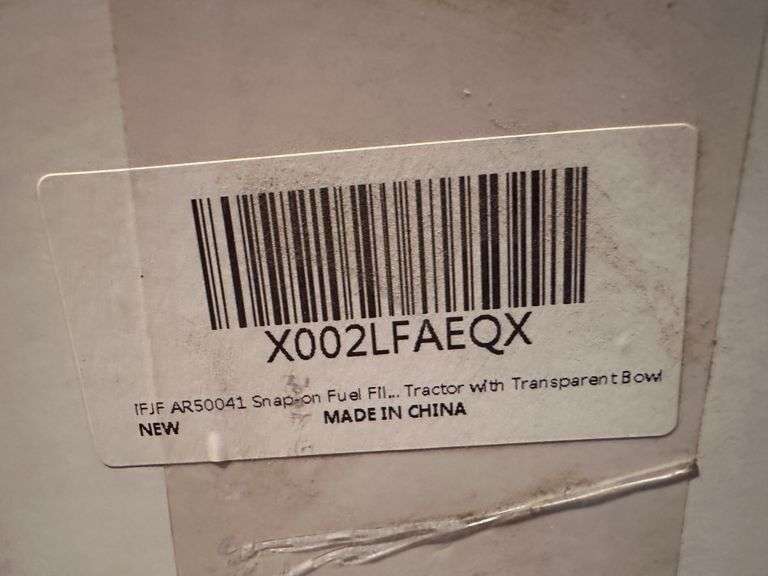 X002LFAEQX
IFJF AR50041 Snap-on Fuel Fil... Tractor with Transparent Bowl
NEW
MADE IN CHINA